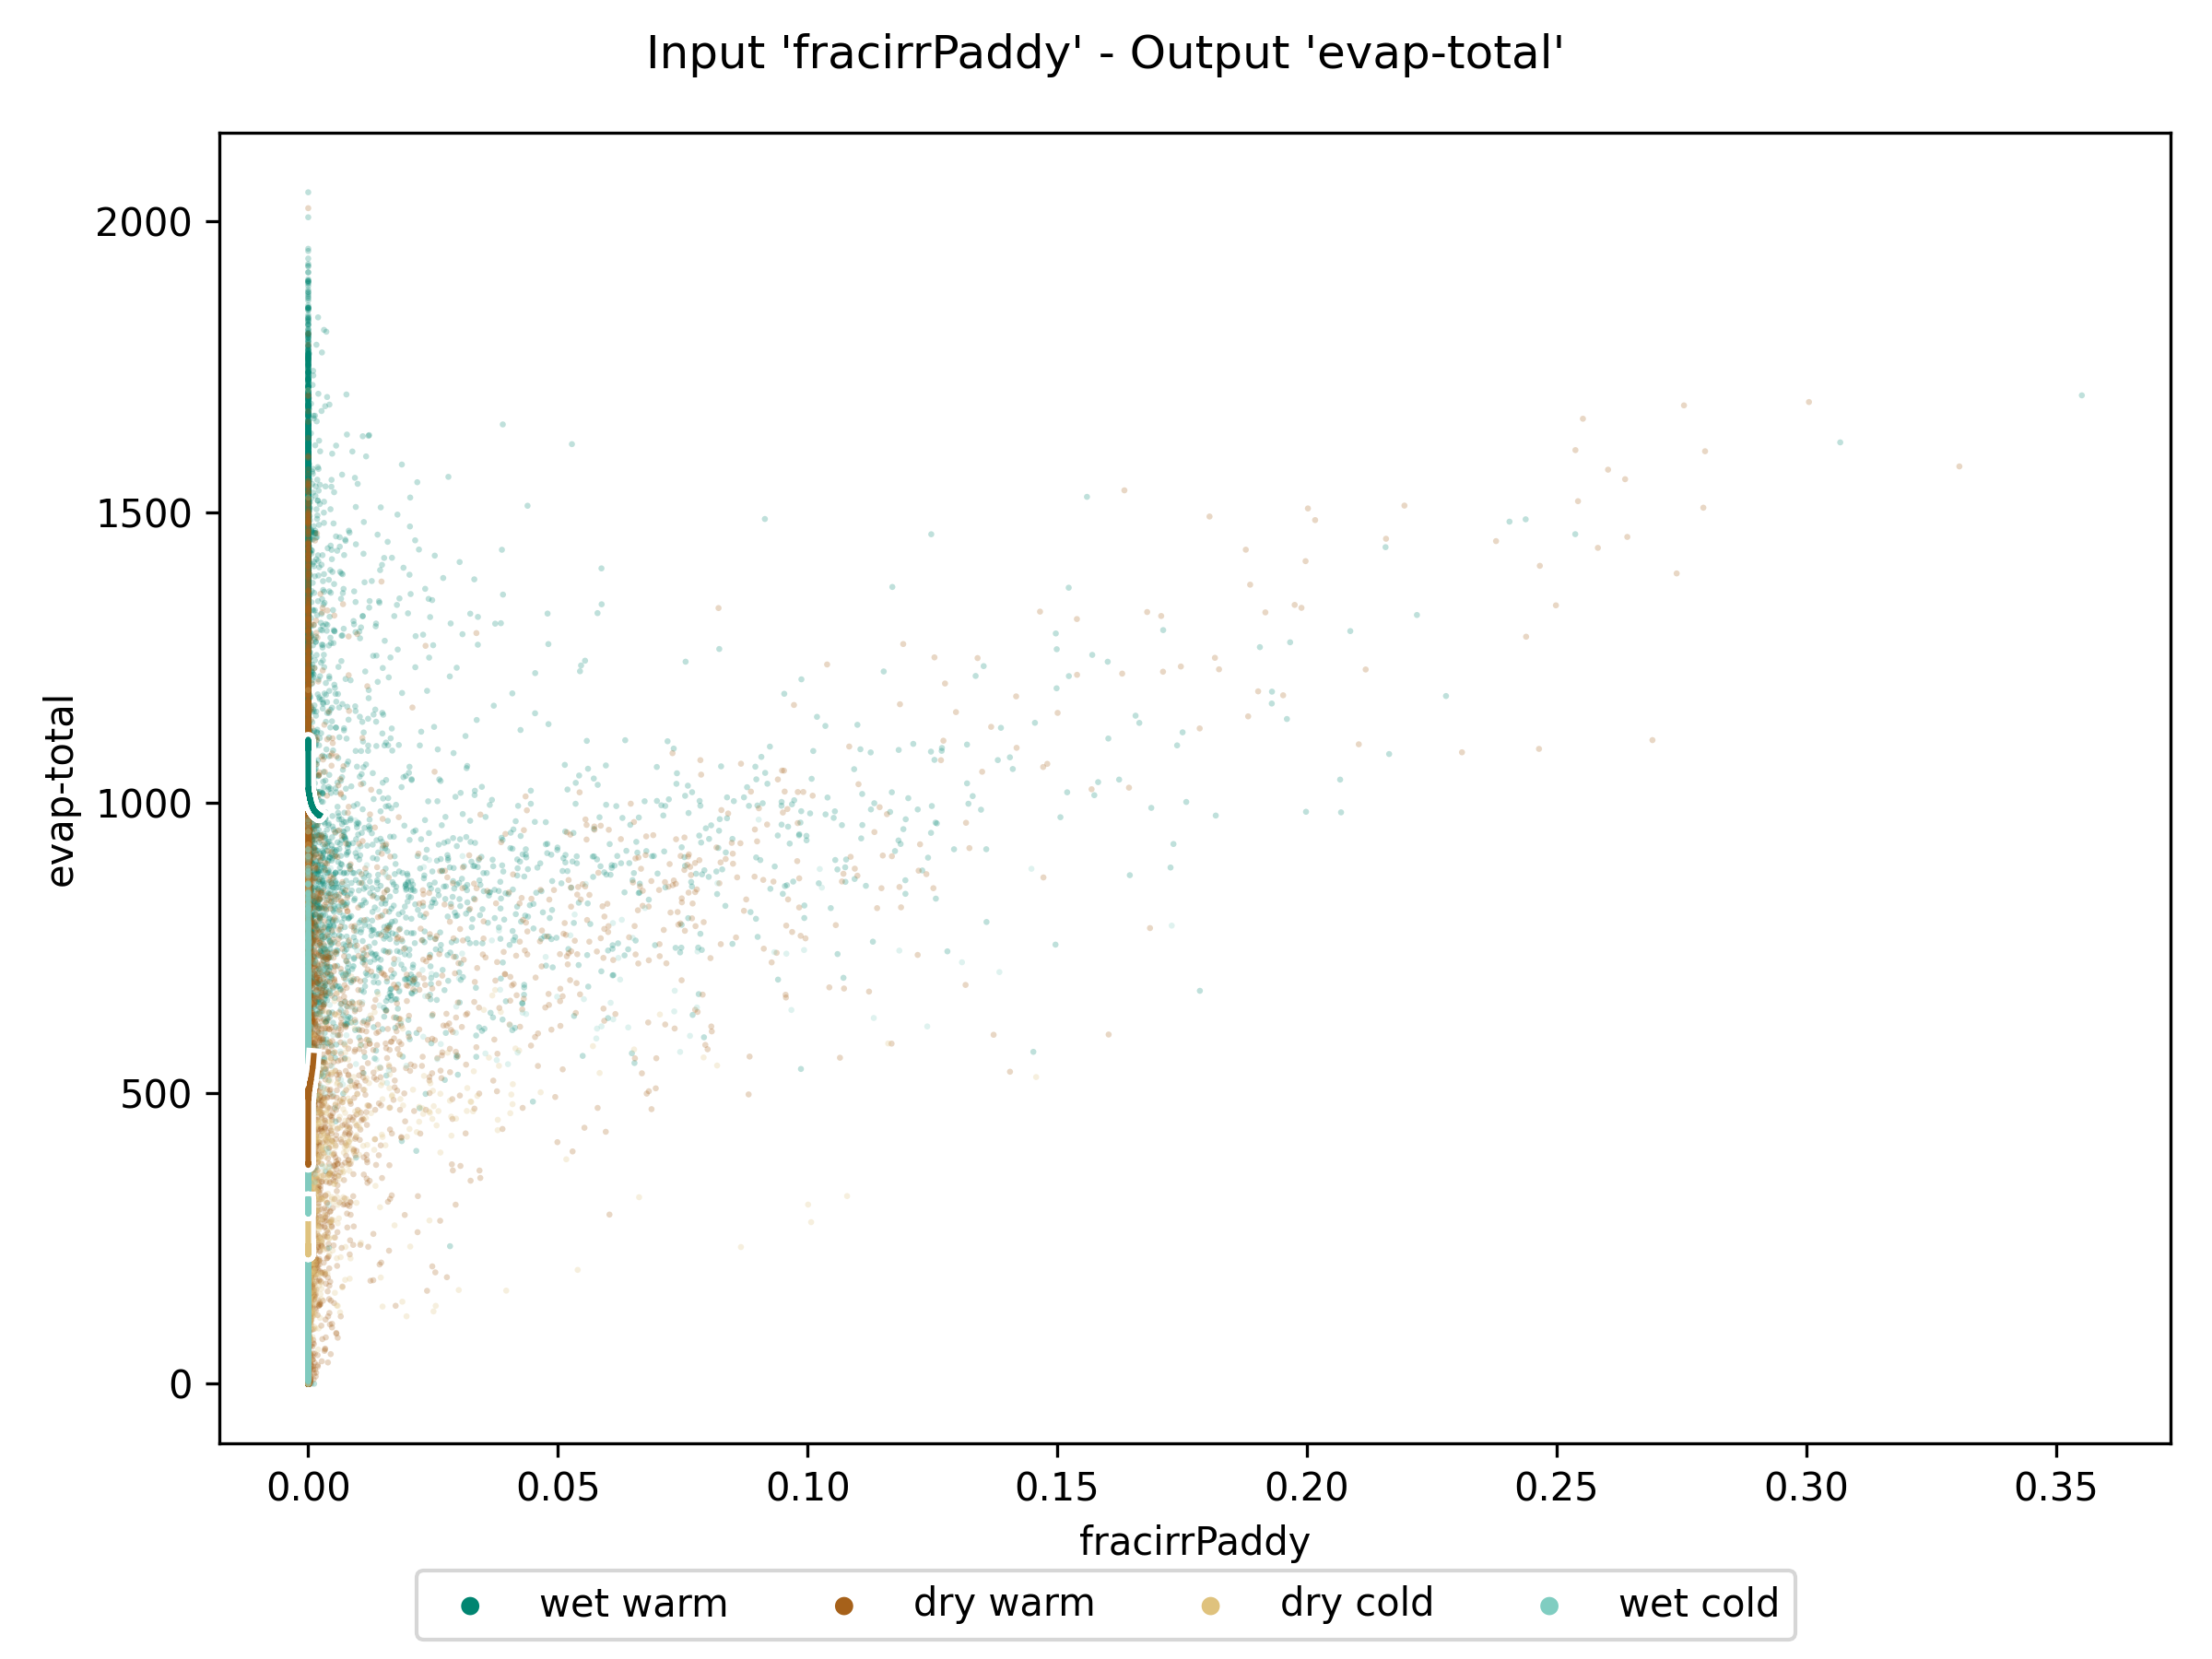 Input 'fracirrPaddy' - Output 'evap-total'
2000
1500
1000
500
0
evap-total
0.00 0.05 0.10 0.15 0.20 0.25 0.30 0.35
fracirrPaddy
wet warm dry warm dry cold wet cold